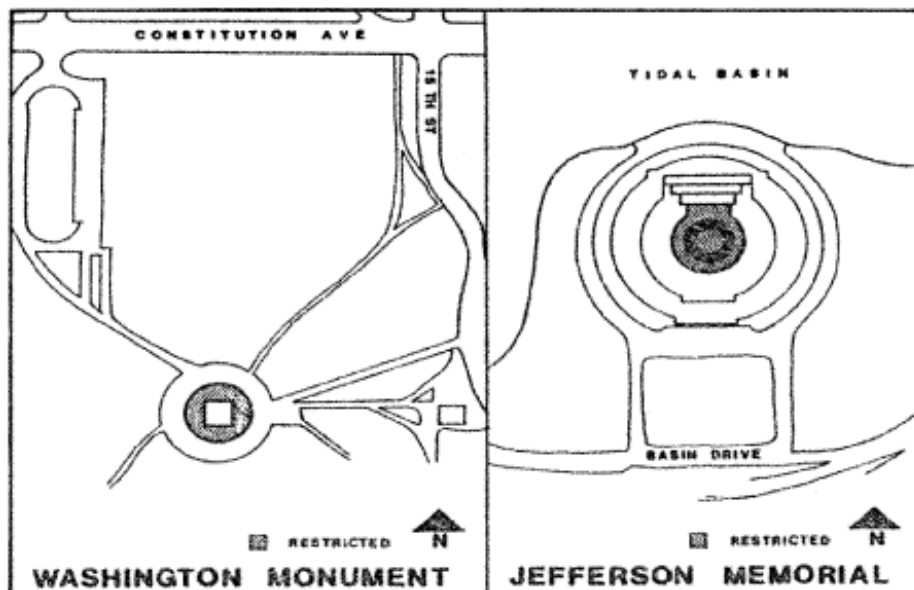 CONSTITUTION AVE
15 TH ST
RESTRICTED
N
WASHINGTON MONUMENT
TIDAL BASIN
BASIN DRIVE
RESTRICTED
N
JEFFERSON MEMORIAL